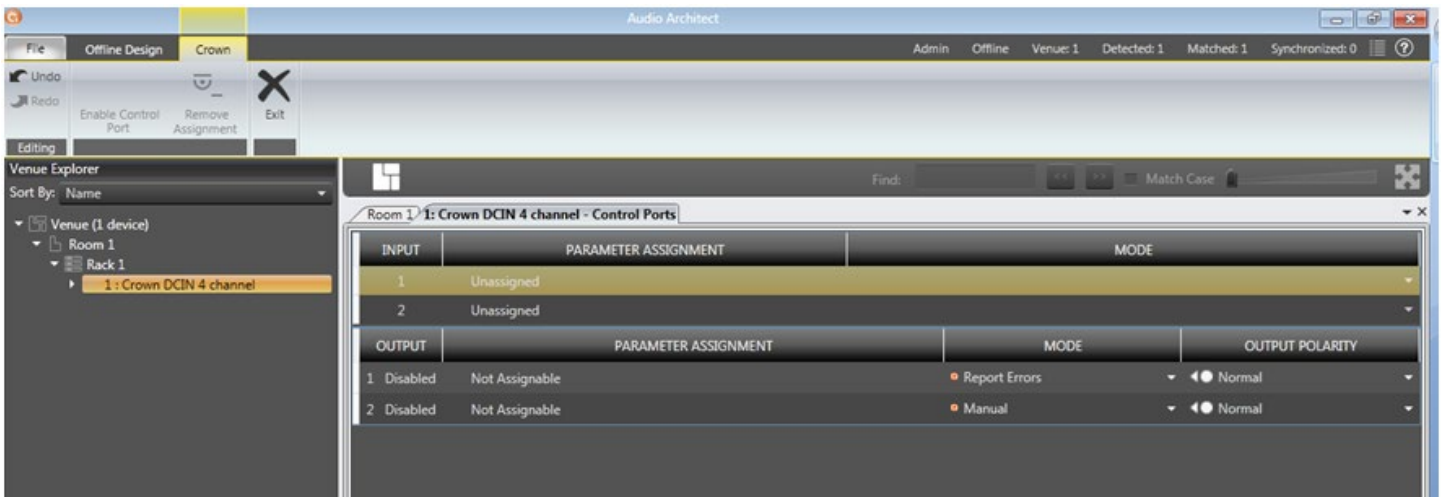 Audio Architect
File Offline Design Crown Admin Offline Venue: 1 Detected: 1 Matched: 1 Synchronized: 0 ?
Undo
Redo
Enable Control Port
Remove Assignment
Exit
Editing
Venue Explorer
Sort By: Name
Find: << >> Match Case
Venue (1 device)
Room 1
Rack 1
1 : Crown DCIN 4 channel
Room 1 1: Crown DCIN 4 channel - Control Ports
INPUT PARAMETER ASSIGNMENT MODE
1 Unassigned
2 Unassigned
OUTPUT PARAMETER ASSIGNMENT MODE OUTPUT POLARITY
1 Disabled Not Assignable Report Errors Normal
2 Disabled Not Assignable Manual Normal